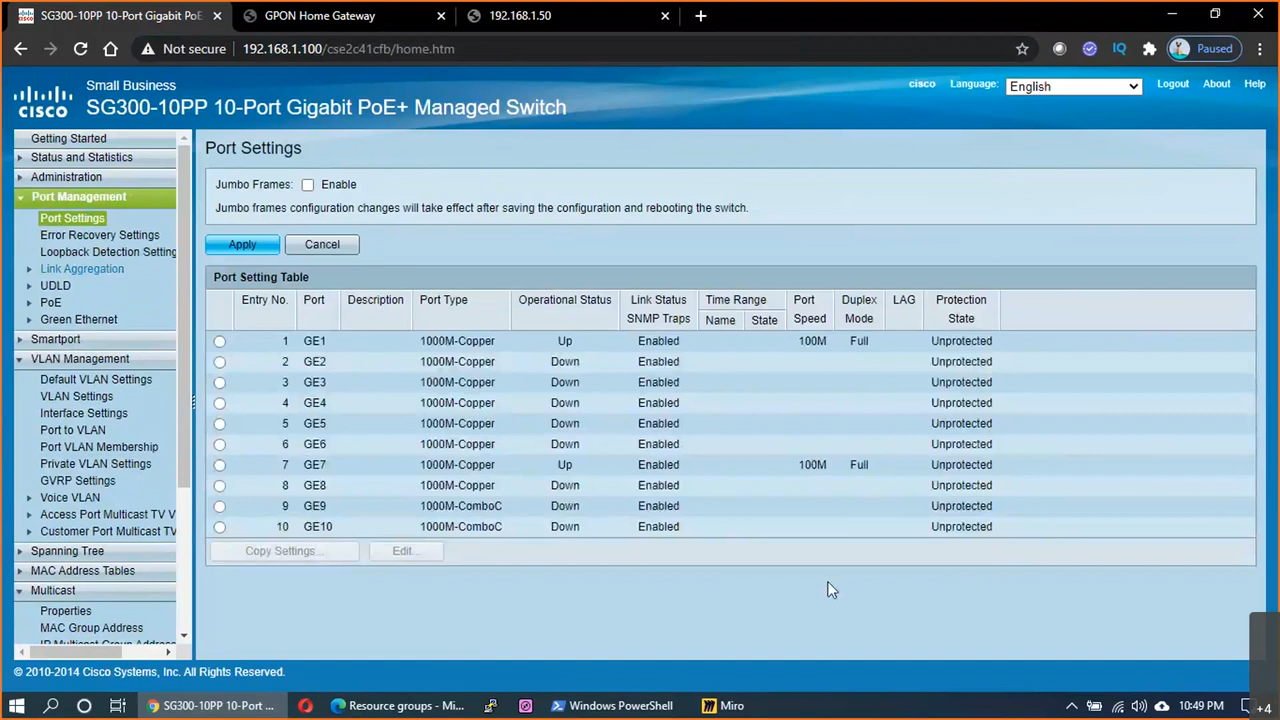 SG300-10PP 10-Port Gigabit PoE
GPON Home Gateway
192.168.1.50
Not secure
192.168.1.100/cse2c41cfb/home.htm
IQ
Paused
Small Business
CISCO
SG300-10PP 10-Port Gigabit PoE+ Managed Switch
cisco
Language:
English
Logout
About
Help
Getting Started
Status and Statistics
Administration
Port Management
Port Settings
Error Recovery Settings
Loopback Detection Setting
Link Aggregation
UDLD
PoE
Green Ethernet
Smartport
VLAN Management
Default VLAN Settings
VLAN Settings
Interface Settings
Port to VLAN
Port VLAN Membership
Private VLAN Settings
GVRP Settings
Voice VLAN
Access Port Multicast TV V
Customer Port Multicast TV
Spanning Tree
MAC Address Tables
Multicast
Properties
MAC Group Address
IP Multicast Group Address
Port Settings
Jumbo Frames: Enable
Jumbo frames configuration changes will take effect after saving the configuration and rebooting the switch.
Apply Cancel
Port Setting Table
Entry No. Port Description Port Type Operational Status Link Status SNMP Traps Time Range Name State Port Speed Duplex Mode LAG Protection State
1 GE1 1000M-Copper Up Enabled 100M Full Unprotected
2 GE2 1000M-Copper Down Enabled Unprotected
3 GE3 1000M-Copper Down Enabled Unprotected
4 GE4 1000M-Copper Down Enabled Unprotected
5 GE5 1000M-Copper Down Enabled Unprotected
6 GE6 1000M-Copper Down Enabled Unprotected
7 GE7 1000M-Copper Up Enabled 100M Full Unprotected
8 GE8 1000M-Copper Down Enabled Unprotected
9 GE9 1000M-ComboC Down Enabled Unprotected
10 GE10 1000M-ComboC Down Enabled Unprotected
Copy Settings... Edit...
© 2010-2014 Cisco Systems, Inc. All Rights Reserved.
SG300-10PP 10-Port ...
Resource groups - Mi...
Windows PowerShell
Miro
10:49 PM
+4